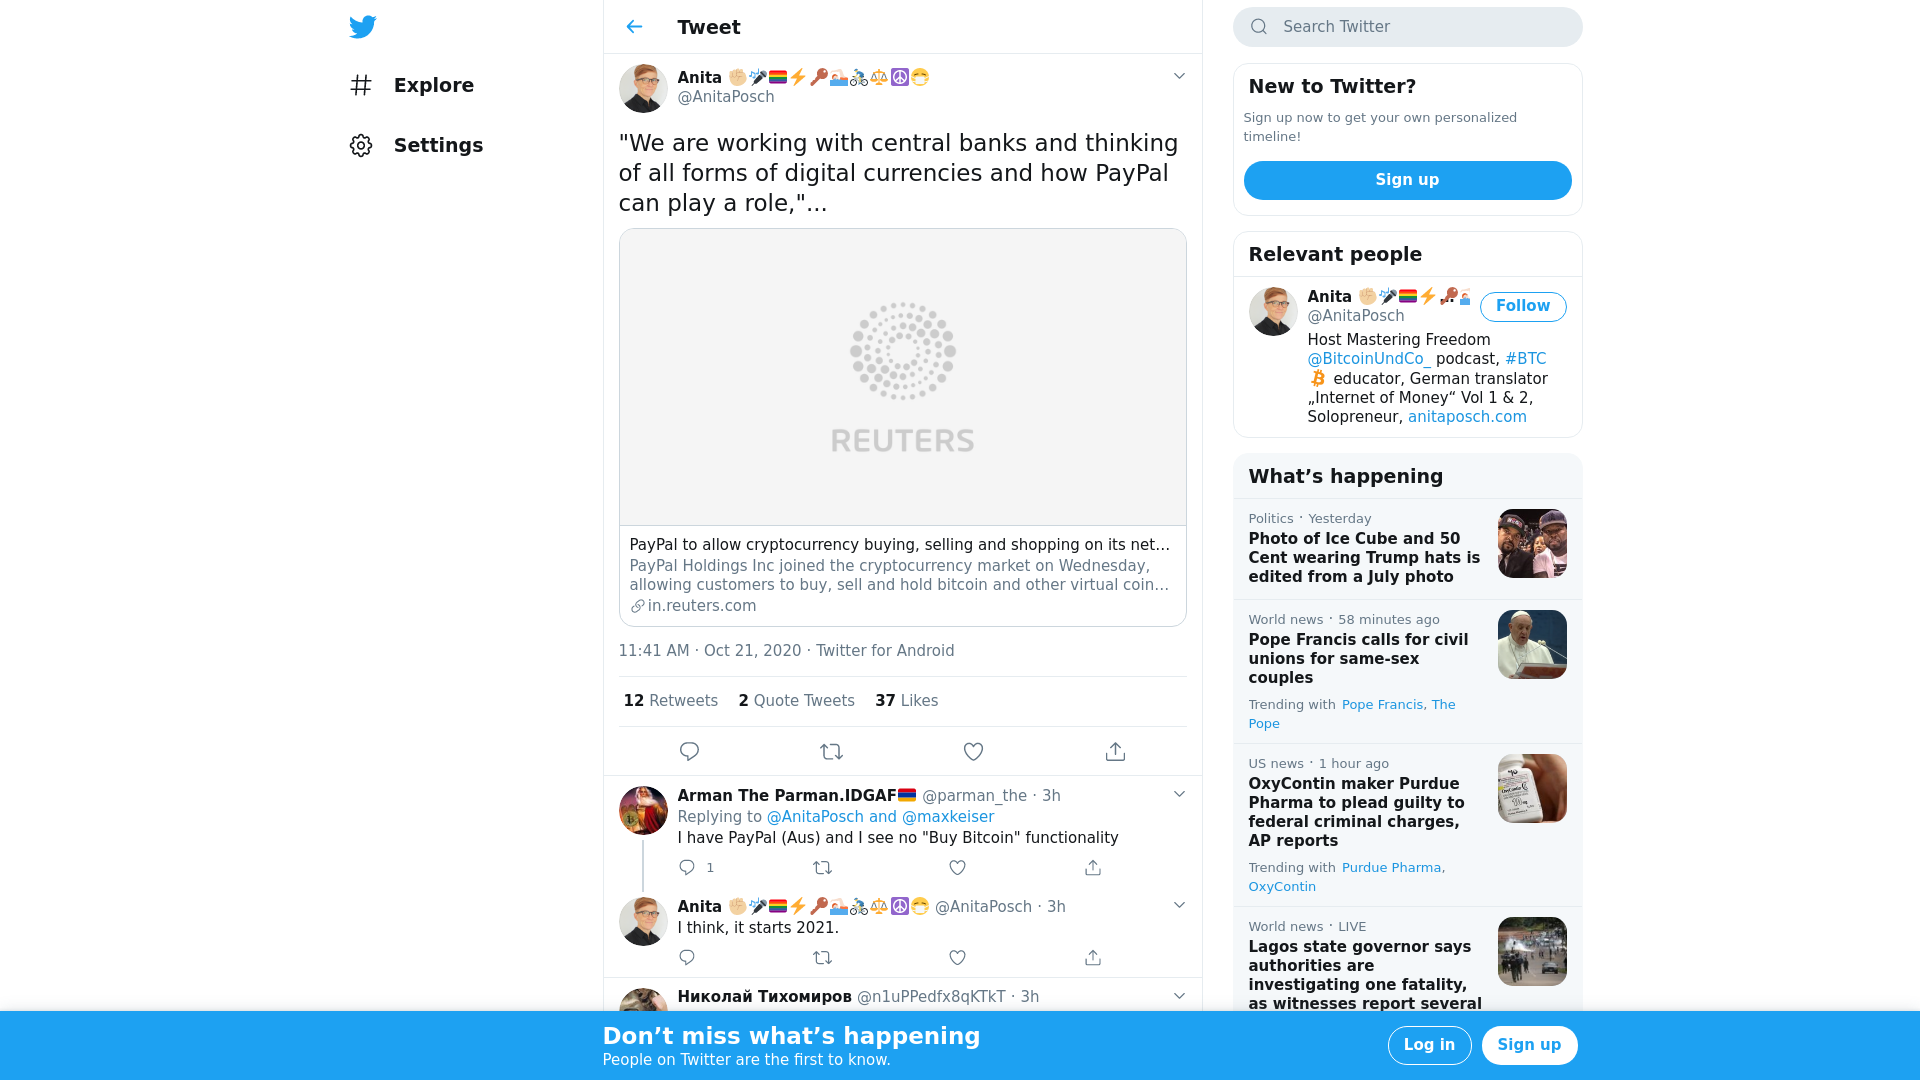 Explore
Settings
Tweet
Anita
@AnitaPosch
"We are working with central banks and thinking
of all forms of digital currencies and how PayPal
can play a role,"...
REUTERS
PayPal to allow cryptocurrency buying, selling and shopping on its net...
PayPal Holdings Inc joined the cryptocurrency market on Wednesday,
allowing customers to buy, sell and hold bitcoin and other virtual coin...
in.reuters.com
11:41 AM · Oct 21, 2020 · Twitter for Android
12 Retweets 2 Quote Tweets 37 Likes
Arman The Parman.IDGAF @parman_the · 3h
Replying to @AnitaPosch and @maxkeiser
I have PayPal (Aus) and I see no "Buy Bitcoin" functionality
1
Anita @AnitaPosch · 3h
I think, it starts 2021.
Николай Тихомиров @n1uPPedfx8qKTkT · 3h
Search Twitter
New to Twitter?
Sign up now to get your own personalized
timeline!
Sign up
Relevant people
Anita
Follow
@AnitaPosch
Host Mastering Freedom
@BitcoinUndCo_ podcast, #BTC
educator, German translator
„Internet of Money“ Vol 1 & 2,
Solopreneur, anitaposch.com
What’s happening
Politics · Yesterday
Photo of Ice Cube and 50
Cent wearing Trump hats is
edited from a July photo
World news · 58 minutes ago
Pope Francis calls for civil
unions for same-sex
couples
Trending with Pope Francis, The
Pope
US news · 1 hour ago
OxyContin maker Purdue
Pharma to plead guilty to
federal criminal charges,
AP reports
Trending with Purdue Pharma,
OxyContin
World news · LIVE
Lagos state governor says
authorities are
investigating one fatality,
as witnesses report several
Don’t miss what’s happening
People on Twitter are the first to know.
Log in
Sign up